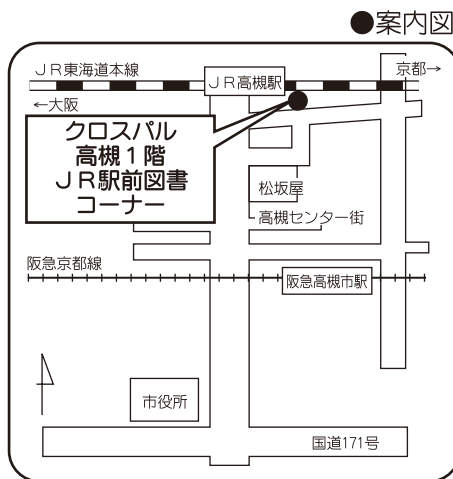 ●案内図
JR東海道本線
JR高槻駅
京都→
←大阪
クロスパル
高槻1階
JR駅前図書
コーナー
松坂屋
高槻センター街
阪急京都線
阪急高槻市駅
市役所
国道171号